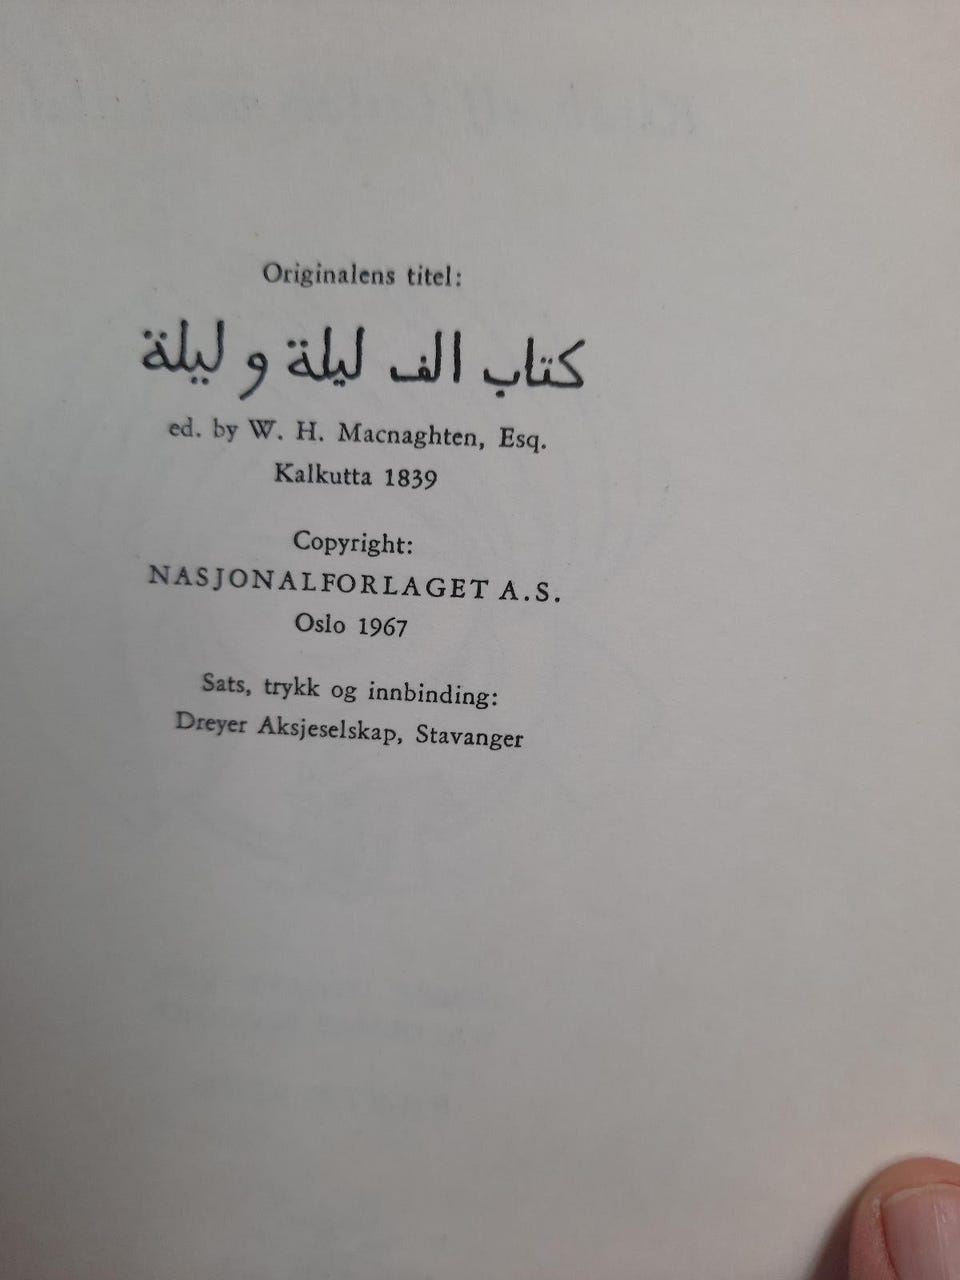 Originalens titel:
كتاب الف ليلة و ليلة
ed. by W. H. Macnaghten, Esq.
Kalkutta 1839
Copyright:
NASJONALFORLAGET A.S.
Oslo 1967
Sats, trykk og innbinding:
Dreyer Aksjeselskap, Stavanger